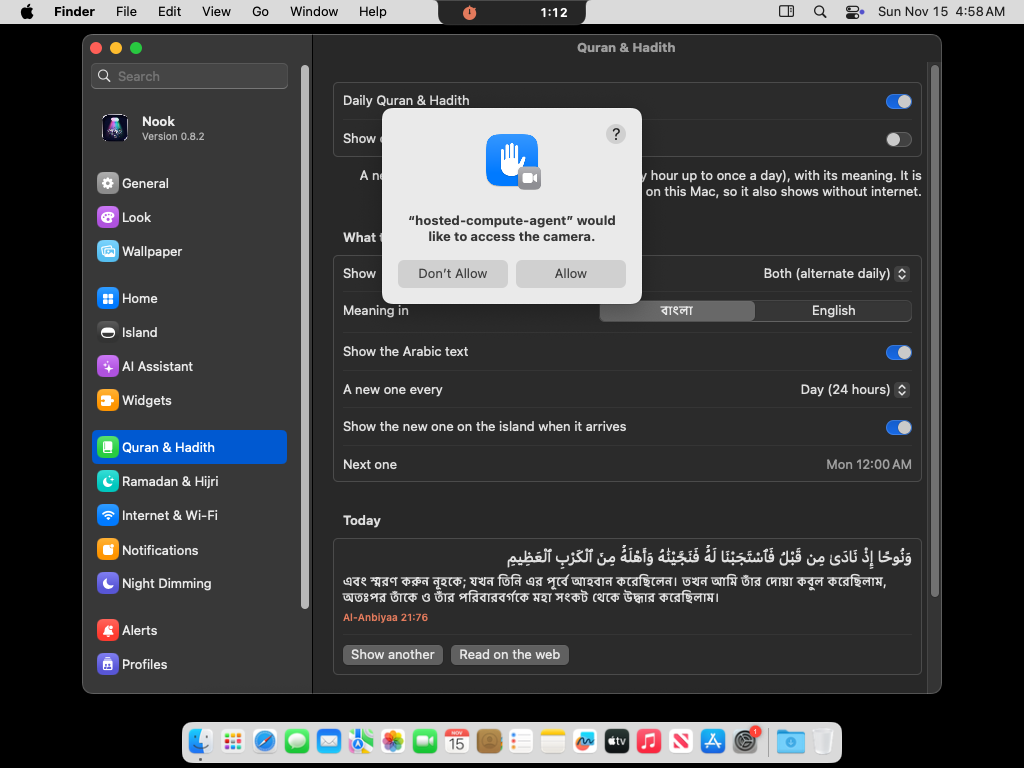 Finder File Edit View Go Window Help
1:12
Sun Nov 15 4:58 AM
Search
Nook
Version 0.8.2
General
Look
Wallpaper
Home
Island
AI Assistant
Widgets
Quran & Hadith
Ramadan & Hijri
Internet & Wi-Fi
Notifications
Night Dimming
Alerts
Profiles
Quran & Hadith
Daily Quran & Hadith
Show
A
hour up to once a day), with its meaning. It is
on this Mac, so it also shows without internet.
?
“hosted-compute-agent” would
like to access the camera.
Don’t Allow
Allow
What
Show
Both (alternate daily)
Meaning in
বাংলা
English
Show the Arabic text
A new one every
Day (24 hours)
Show the new one on the island when it arrives
Next one
Mon 12:00 AM
Today
وَنُوحًا إِذْ نَادَىٰ مِن قَبْلُ فَٱسْتَجَبْنَا لَهُۥ فَنَجَّيْنَٰهُ وَأَهْلَهُۥ مِنَ ٱلْكَرْبِ ٱلْعَظِيمِ
এবং স্মরণ করুন নূহকে; যখন তিনি এর পূর্বে আহবান করেছিলেন। তখন আমি তাঁর দোয়া কবুল করেছিলাম,
অতঃপর তাঁকে ও তাঁর পরিবারবর্গকে মহা সংকট থেকে উদ্ধার করেছিলাম।
Al-Anbiyaa 21:76
Show another
Read on the web
NOV
15
tv
1